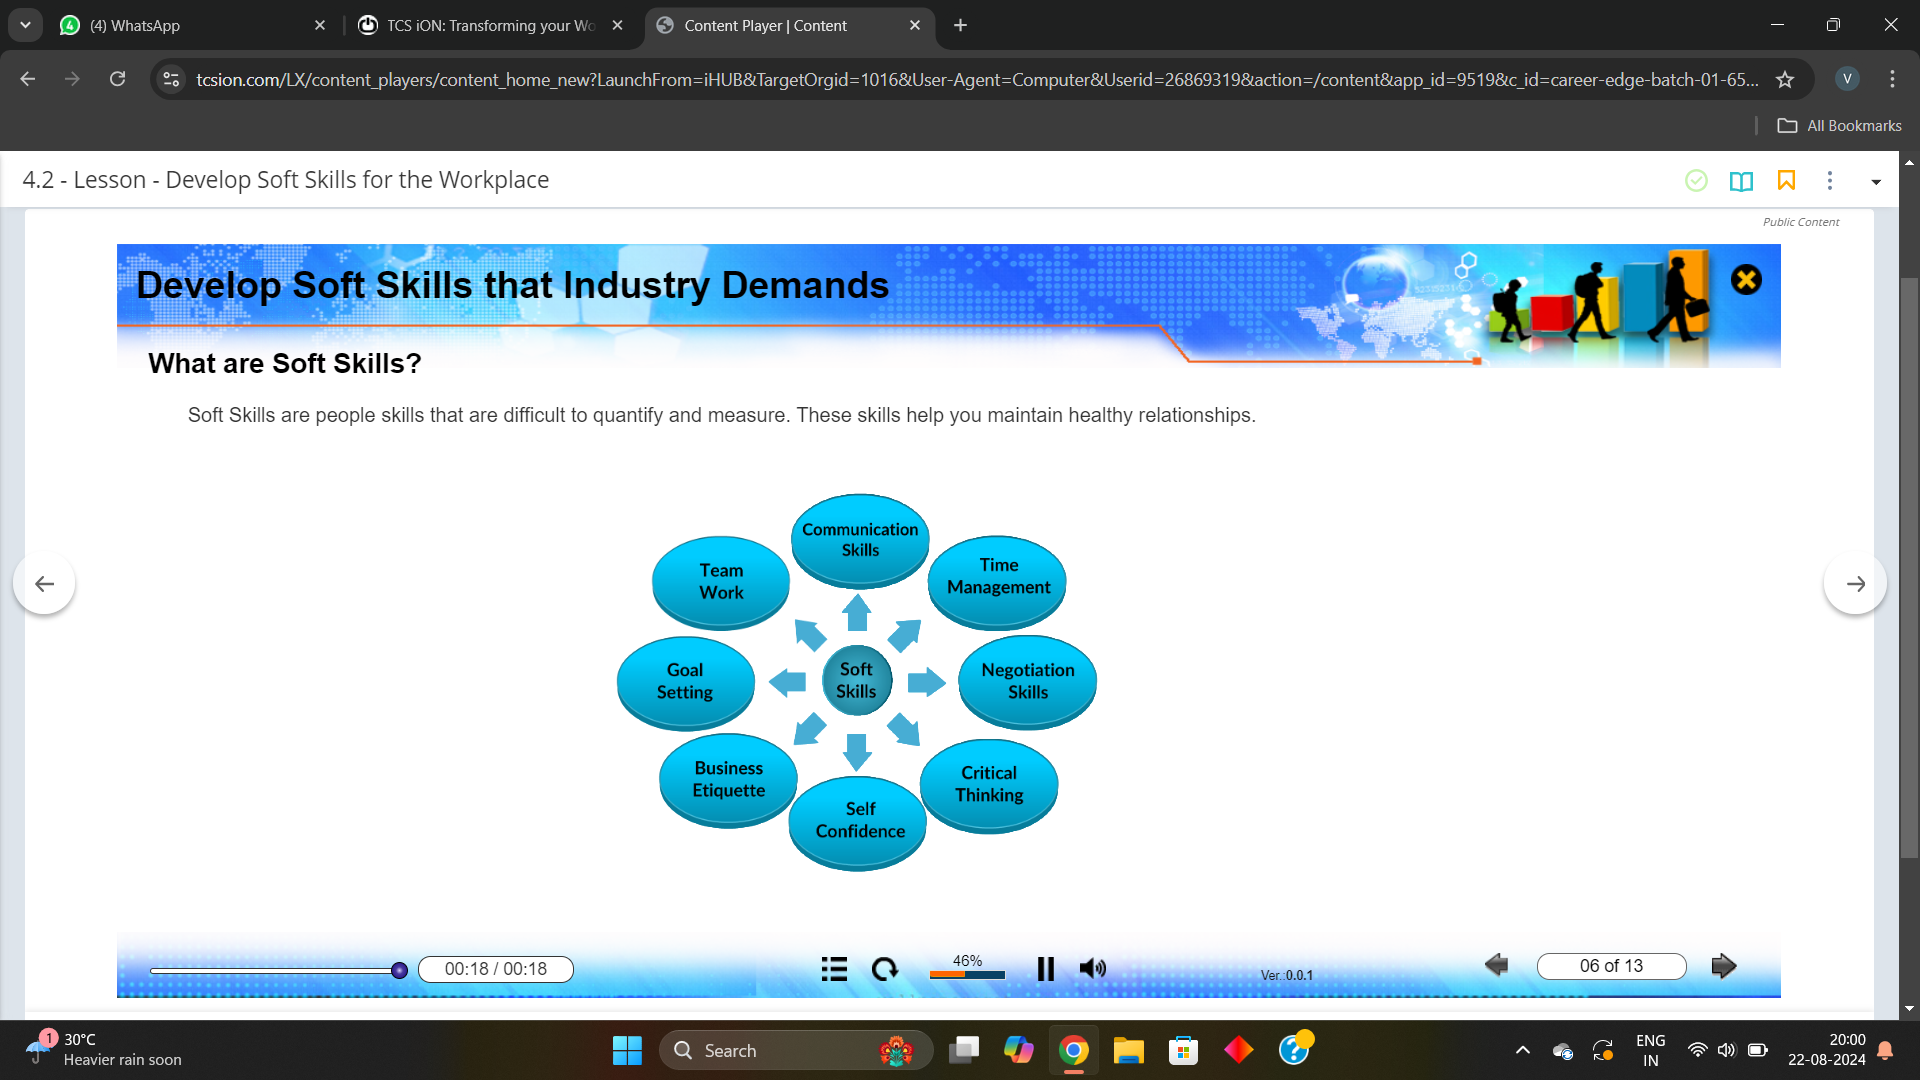 (4) WhatsApp
TCS iON: Transforming your Wo
Content Player | Content
tcsion.com/LX/content_players/content_home_new?LaunchFrom=iHUB&TargetOrgid=1016&User-Agent=Computer&Userid=26869319&action=/content&app_id=9519&c_id=career-edge-batch-01-65...
V
All Bookmarks
4.2 - Lesson - Develop Soft Skills for the Workplace
Public Content
Develop Soft Skills that Industry Demands
What are Soft Skills?
Soft Skills are people skills that are difficult to quantify and measure. These skills help you maintain healthy relationships.
Communication
Skills
Team
Work
Time
Management
Goal
Setting
Soft
Skills
Negotiation
Skills
Business
Etiquette
Self
Confidence
Critical
Thinking
00:18 / 00:18
46%
Ver.:0.0.1
06 of 13
1
30°C
Heavier rain soon
Search
ENG
IN
20:00
22-08-2024